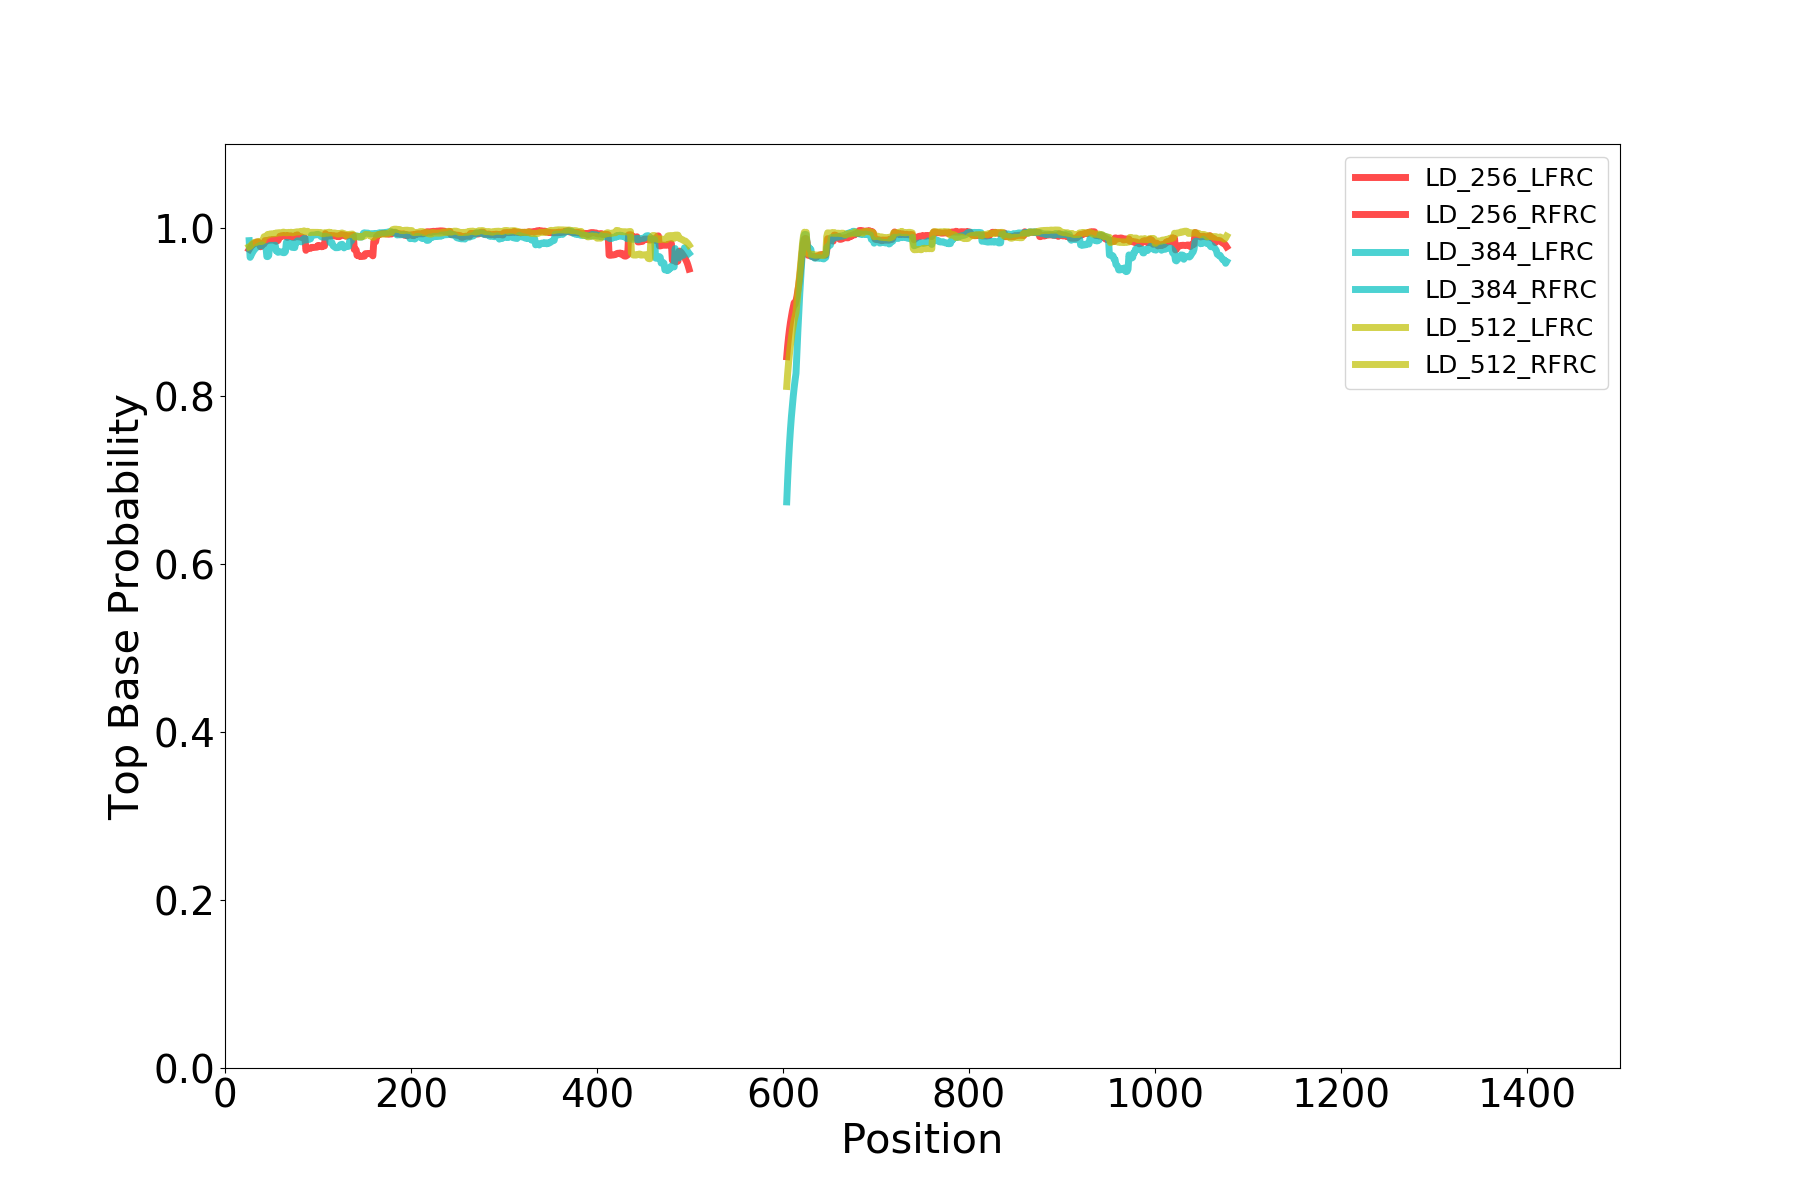 LD_256_LFRC
LD_256_RFRC
LD_384_LFRC
LD_384_RFRC
LD_512_LFRC
LD_512_RFRC
1.0
0.8
0.6
0.4
0.2
0.0
Top Base Probability
0 200 400 600 800 1000 1200 1400
Position